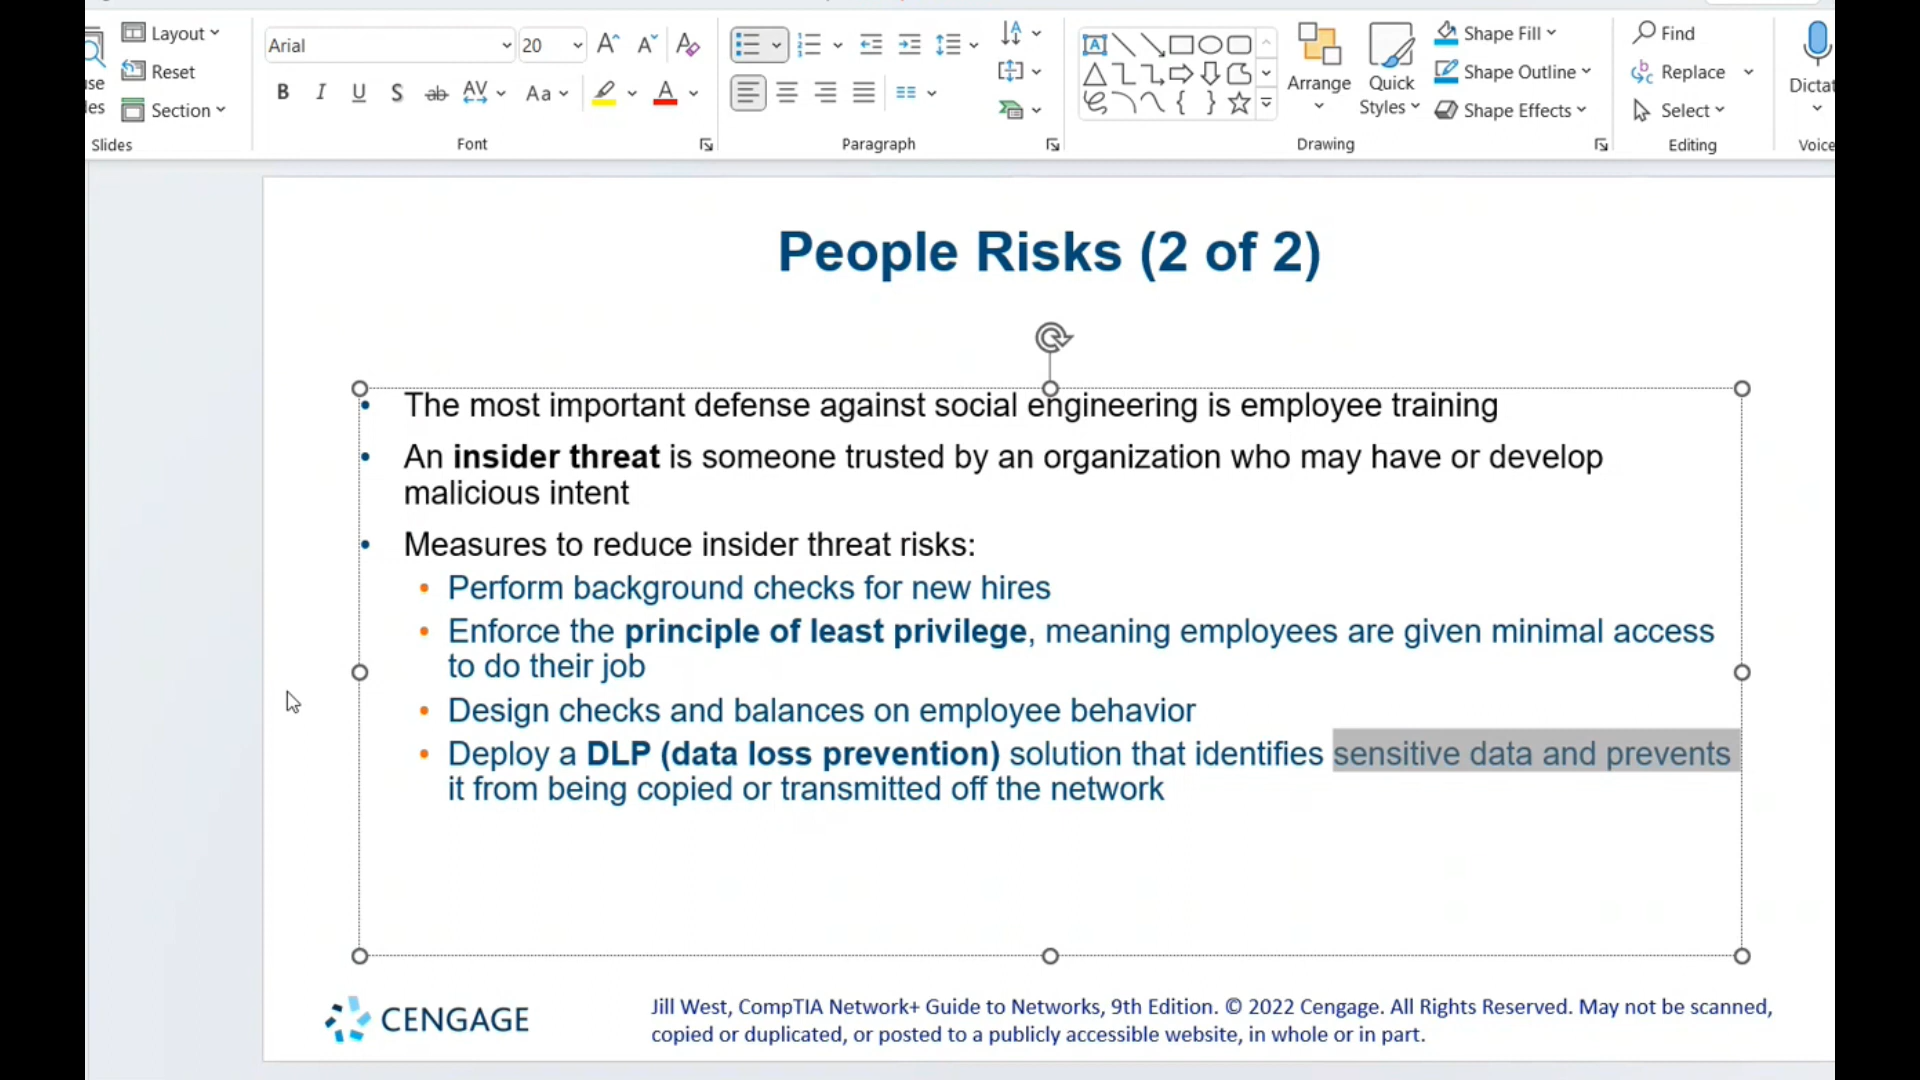 Layout
Reset
Section
Slides
Arial
20
B I U S ab AV Aa A
Font
Paragraph
Arrange
Quick
Styles
Shape Fill
Shape Outline
Shape Effects
Drawing
Find
Replace
Select
Editing
Dictat
Voice
People Risks (2 of 2)
• The most important defense against social engineering is employee training
• An insider threat is someone trusted by an organization who may have or develop
malicious intent
• Measures to reduce insider threat risks:
• Perform background checks for new hires
• Enforce the principle of least privilege, meaning employees are given minimal access
to do their job
• Design checks and balances on employee behavior
• Deploy a DLP (data loss prevention) solution that identifies sensitive data and prevents
it from being copied or transmitted off the network
CENGAGE
Jill West, CompTIA Network+ Guide to Networks, 9th Edition. © 2022 Cengage. All Rights Reserved. May not be scanned,
copied or duplicated, or posted to a publicly accessible website, in whole or in part.